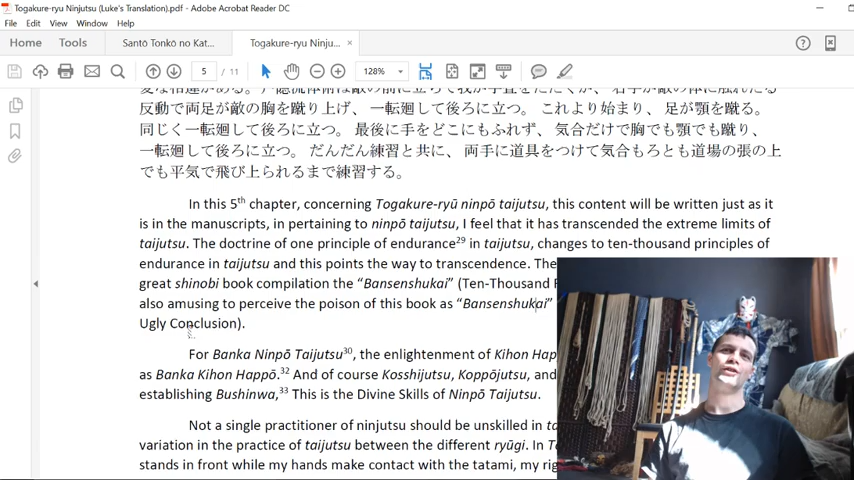 Togakure-ryu Ninjutsu (Luke's Translation).pdf - Adobe Acrobat Reader DC
File Edit View Window Help
Home Tools Santō Tonkō no Kat... Togakure-ryu Ninju... ×
5 / 11 128%
反動で両足が敵の胸を蹴り上げ、一転廻して後ろに立つ。これより始まり、足が顎を蹴る。
同じく一転廻して後ろに立つ。最後に手をどこにもふれず、気合だけで胸でも顎でも蹴り、
一転廻して後ろに立つ。だんだん練習と共に、両手に道具をつけて気合もろとも道場の張の上
でも平気で飛び上られるまで練習する。
In this 5th chapter, concerning Togakure-ryū ninpō taijutsu, this content will be written just as it
is in the manuscripts, in pertaining to ninpō taijutsu, I feel that it has transcended the extreme limits of
taijutsu. The doctrine of one principle of endurance29 in taijutsu, changes to ten-thousand principles of
endurance in taijutsu and this points the way to transcendence. The
great shinobi book compilation the “Bansenshukai” (Ten-Thousand
also amusing to perceive the poison of this book as “Bansenshukai”
Ugly Conclusion).
For Banka Ninpō Taijutsu30, the enlightenment of Kihon Hap
as Banka Kihon Happō.32 And of course Kosshijutsu, Koppōjutsu, and
establishing Bushinwa,33 This is the Divine Skills of Ninpō Taijutsu.
Not a single practitioner of ninjutsu should be unskilled in ta
variation in the practice of taijutsu between the different ryūgi. In
stands in front while my hands make contact with the tatami, my rig